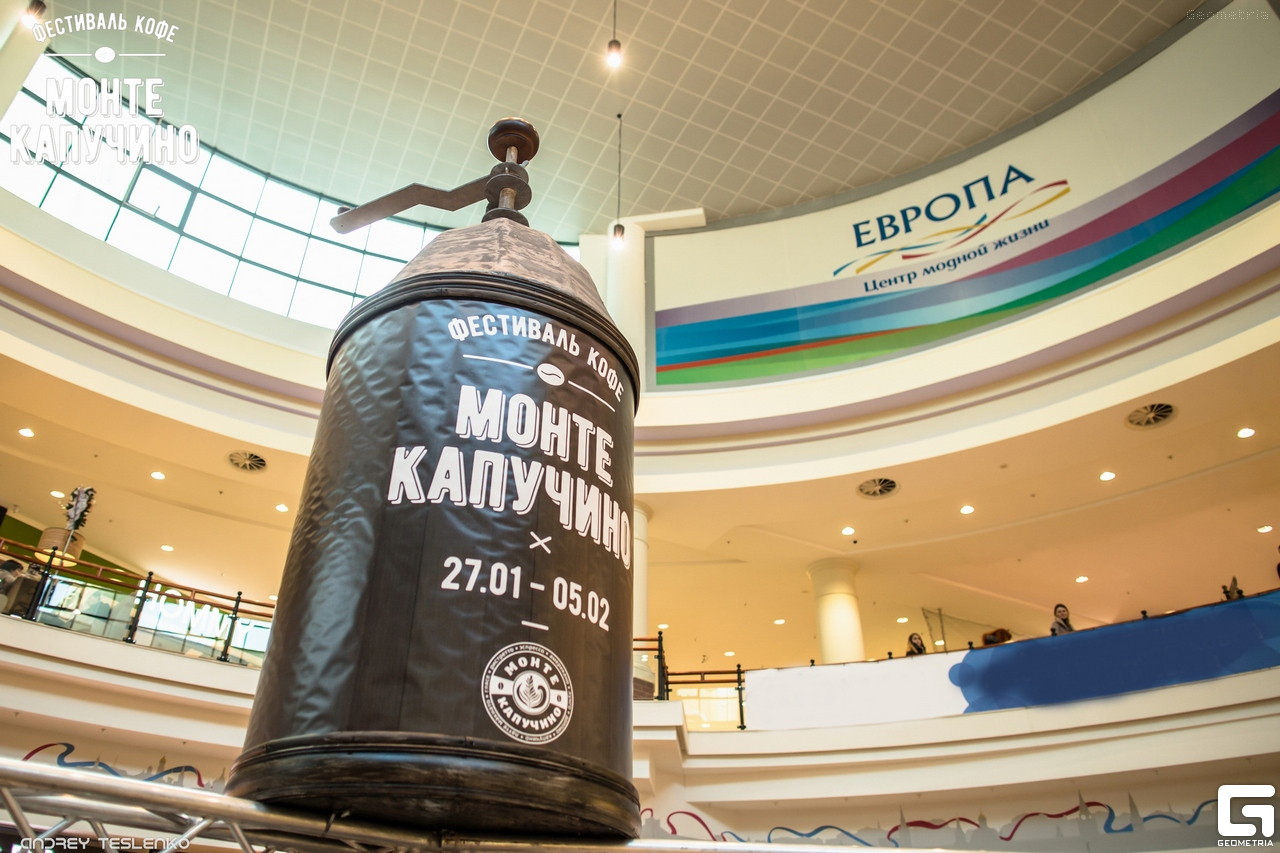 ФЕСТИВАЛЬ КОФЕ
МОНТЕ
КАПУЧИНО
Geometria
ЕВРОПА
Центр модной жизни
ФЕСТИВАЛЬ КОФЕ
МОНТЕ
КАПУЧИНО
27.01 – 05.02
МОНТЕ
КАПУЧИНО
ANDREY TESLENKO
GEOMETRIA